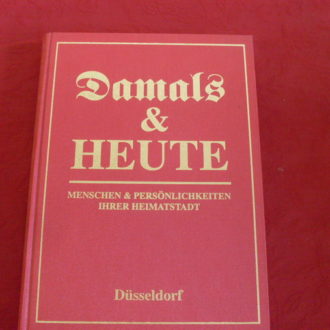 Damals
&
HEUTE
MENSCHEN & PERSÖNLICHKEITEN
IHRER HEIMATSTADT
Düsseldorf